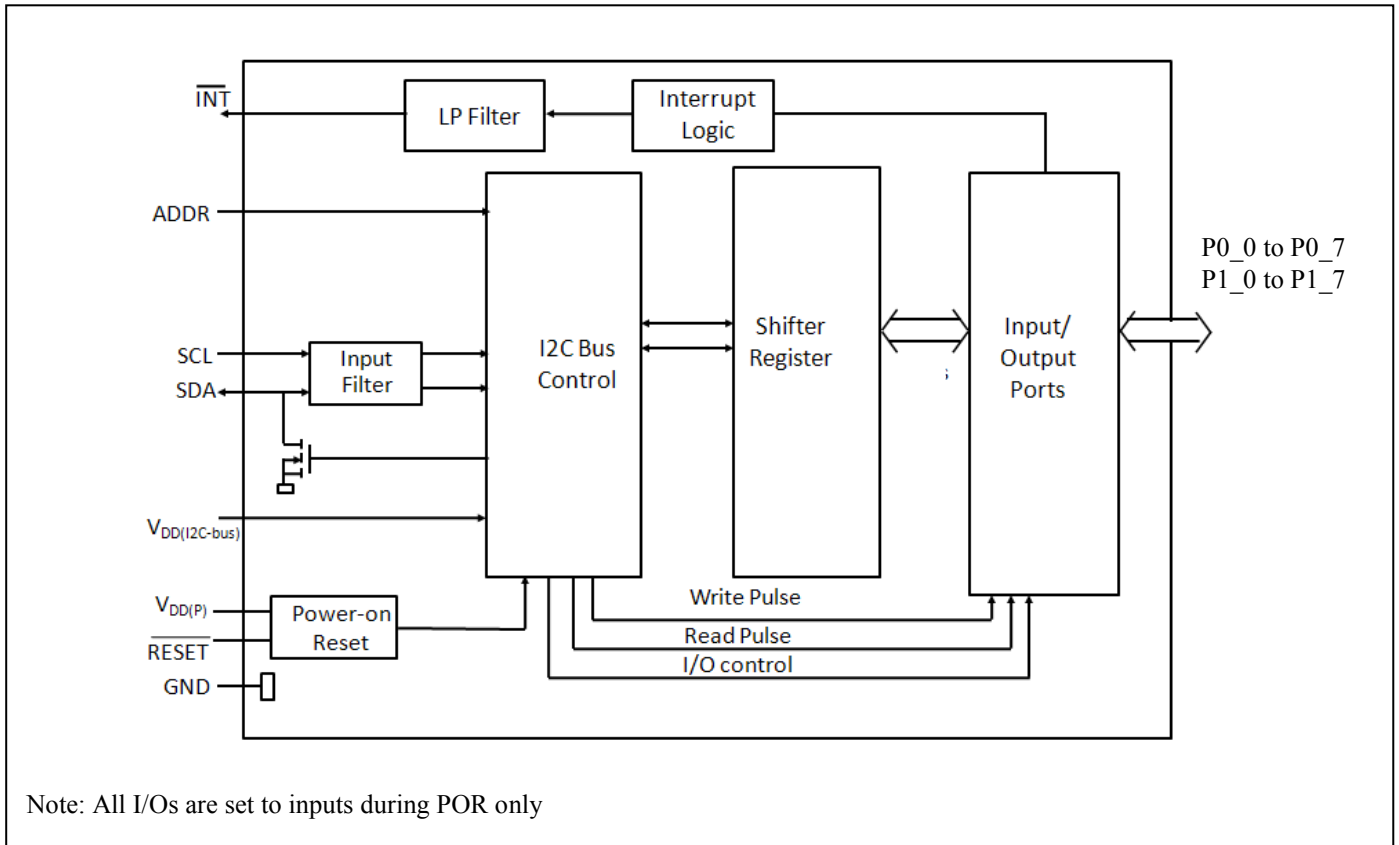 INT
LP Filter
Interrupt
Logic
ADDR
P0_0 to P0_7
P1_0 to P1_7
SCL
SDA
Input
Filter
I2C Bus
Control
Shifter
Register
Input/
Output
Ports
s
VDD(I2C-bus)
VDD(P)
RESET
GND
Power-on
Reset
Write Pulse
Read Pulse
I/O control
Note: All I/Os are set to inputs during POR only